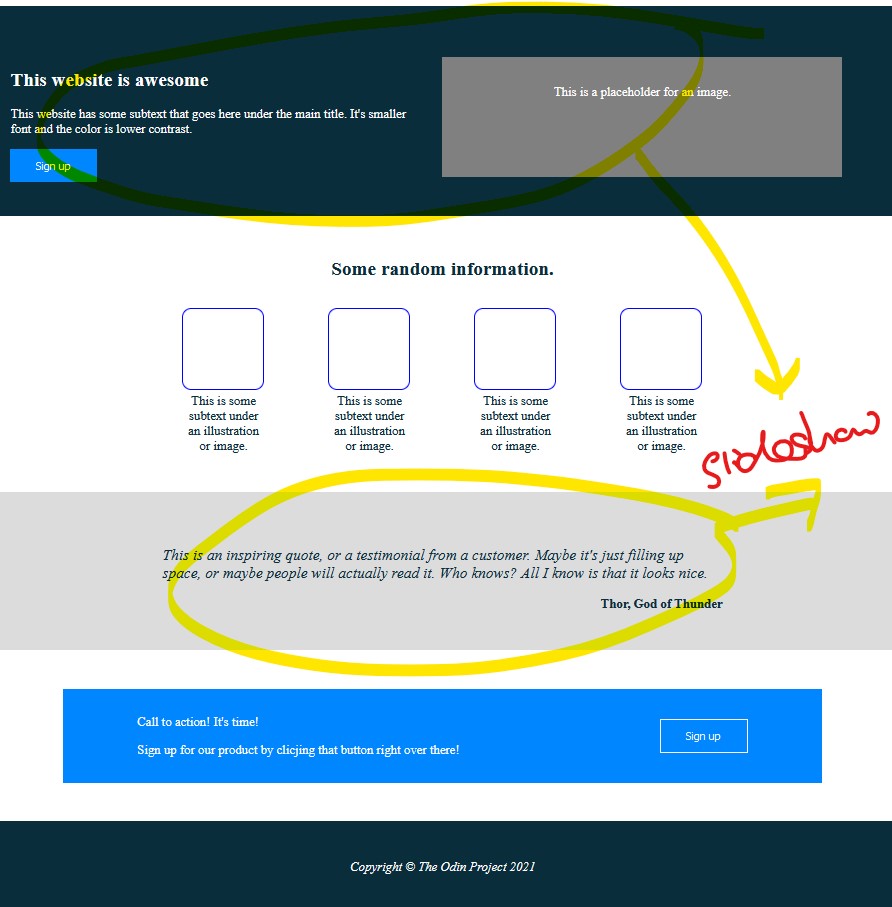 This website is awesome
This website has some subtext that goes here under the main title. It's smaller
font and the color is lower contrast.
Sign up
This is a placeholder for an image.
Some random information.
This is some
subtext under
an illustration
or image.
This is some
subtext under
an illustration
or image.
This is some
subtext under
an illustration
or image.
This is some
subtext under
an illustration
or image.
slideshow
This is an inspiring quote, or a testimonial from a customer. Maybe it's just filling up
space, or maybe people will actually read it. Who knows? All I know is that it looks nice.
Thor, God of Thunder
Call to action! It's time!
Sign up for our product by clicjing that button right over there!
Sign up
Copyright © The Odin Project 2021